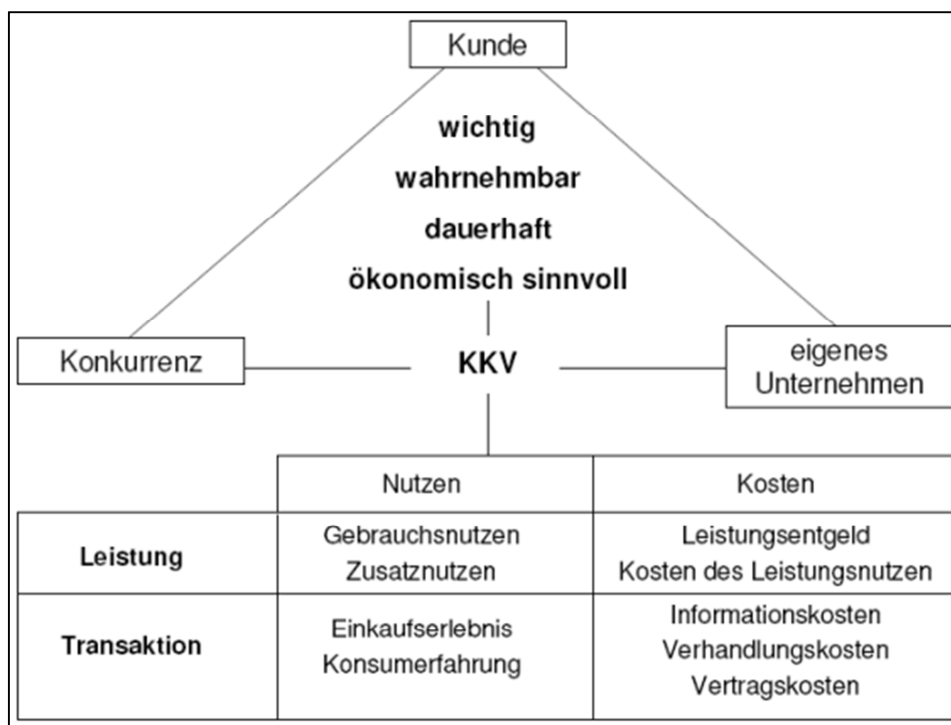 Kunde
wichtig
wahrnehmbar
dauerhaft
ökonomisch sinnvoll
Konkurrenz
KKV
eigenes
Unternehmen
Nutzen
Kosten
Leistung
Gebrauchsnutzen
Zusatznutzen
Leistungsentgeld
Kosten des Leistungsnutzen
Transaktion
Einkaufserlebnis
Konsumerfahrung
Informationskosten
Verhandlungskosten
Vertragskosten